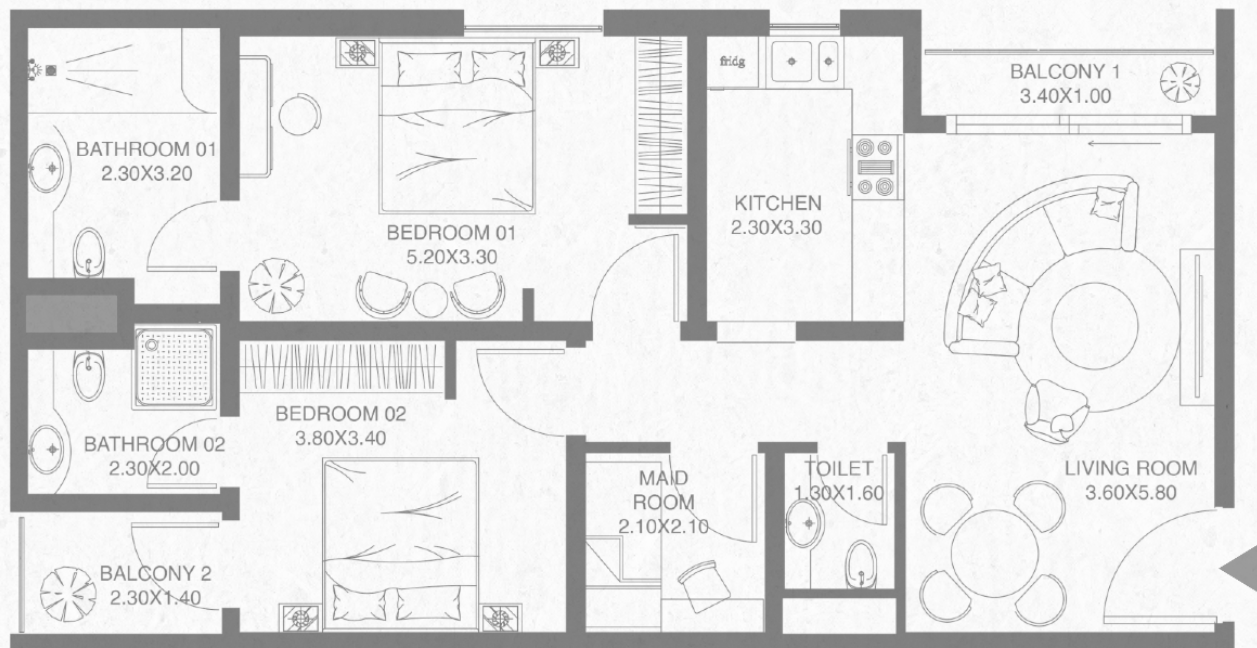 fridg
BALCONY 1
3.40X1.00
BATHROOM 01
2.30X3.20
KITCHEN
2.30X3.30
BEDROOM 01
5.20X3.30
BEDROOM 02
3.80X3.40
BATHROOM 02
2.30X2.00
MAID
ROOM
2.10X2.10
TOILET
1.30X1.60
LIVING ROOM
3.60X5.80
BALCONY 2
2.30X1.40